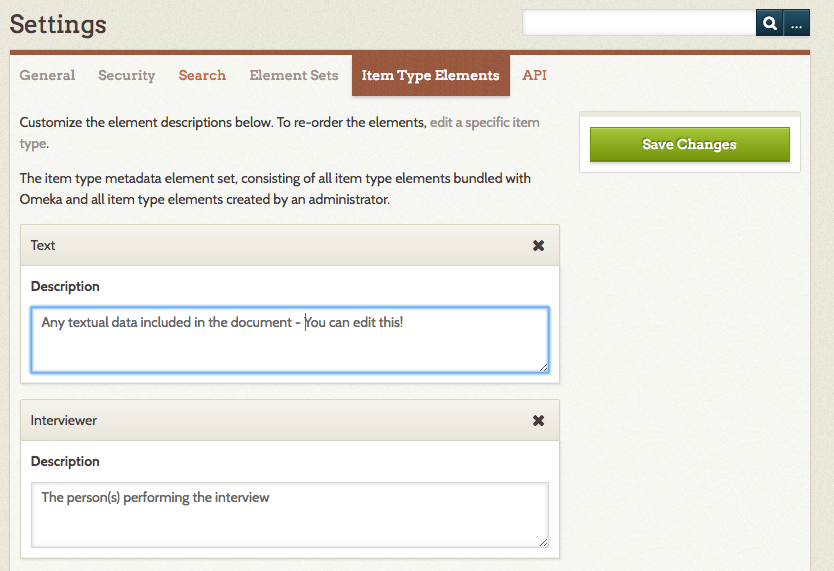 Settings
...
General Security Search Element Sets Item Type Elements API
Customize the element descriptions below. To re-order the elements, edit a specific item
type.
Save Changes
The item type metadata element set, consisting of all item type elements bundled with
Omeka and all item type elements created by an administrator.
Text
Description
Any textual data included in the document - You can edit this!
Interviewer
Description
The person(s) performing the interview